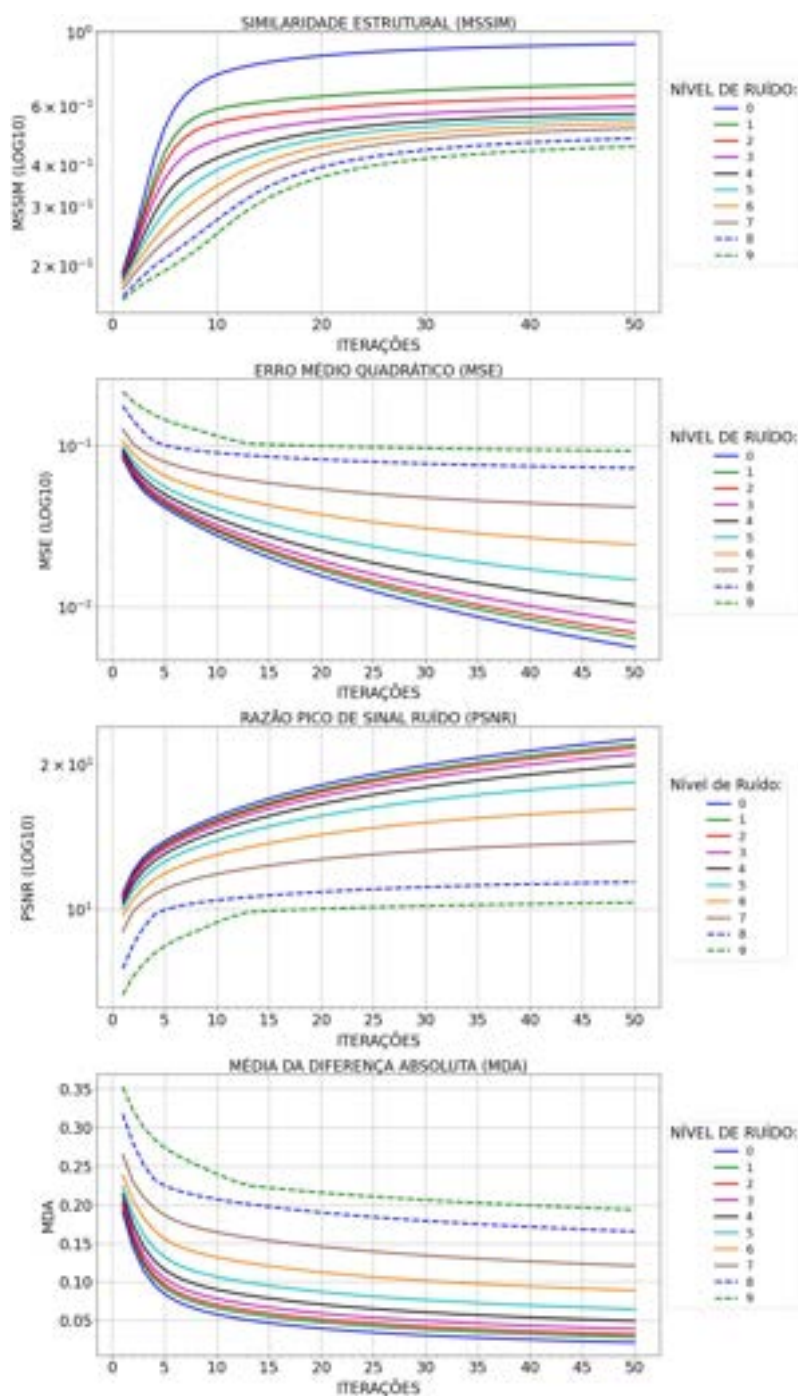 SIMILARIDADE ESTRUTURAL (MSSIM)
10⁰
6 × 10⁻¹
4 × 10⁻¹
3 × 10⁻¹
2 × 10⁻¹
MSSIM (LOG10)
0 10 20 30 40 50
ITERAÇÕES
NÍVEL DE RUÍDO:
0
1
2
3
4
5
6
7
8
9
ERRO MÉDIO QUADRÁTICO (MSE)
10⁻¹
10⁻²
MSE (LOG10)
0 5 10 15 20 25 30 35 40 45 50
ITERAÇÕES
NÍVEL DE RUÍDO:
0
1
2
3
4
5
6
7
8
9
RAZÃO PICO DE SINAL RUÍDO (PSNR)
2 × 10¹
10¹
PSNR (LOG10)
0 5 10 15 20 25 30 35 40 45 50
ITERAÇÕES
Nível de Ruído:
0
1
2
3
4
5
6
7
8
9
MÉDIA DA DIFERENÇA ABSOLUTA (MDA)
0.35
0.30
0.25
0.20
0.15
0.10
0.05
MDA
0 5 10 15 20 25 30 35 40 45 50
ITERAÇÕES
NÍVEL DE RUÍDO:
0
1
2
3
4
5
6
7
8
9